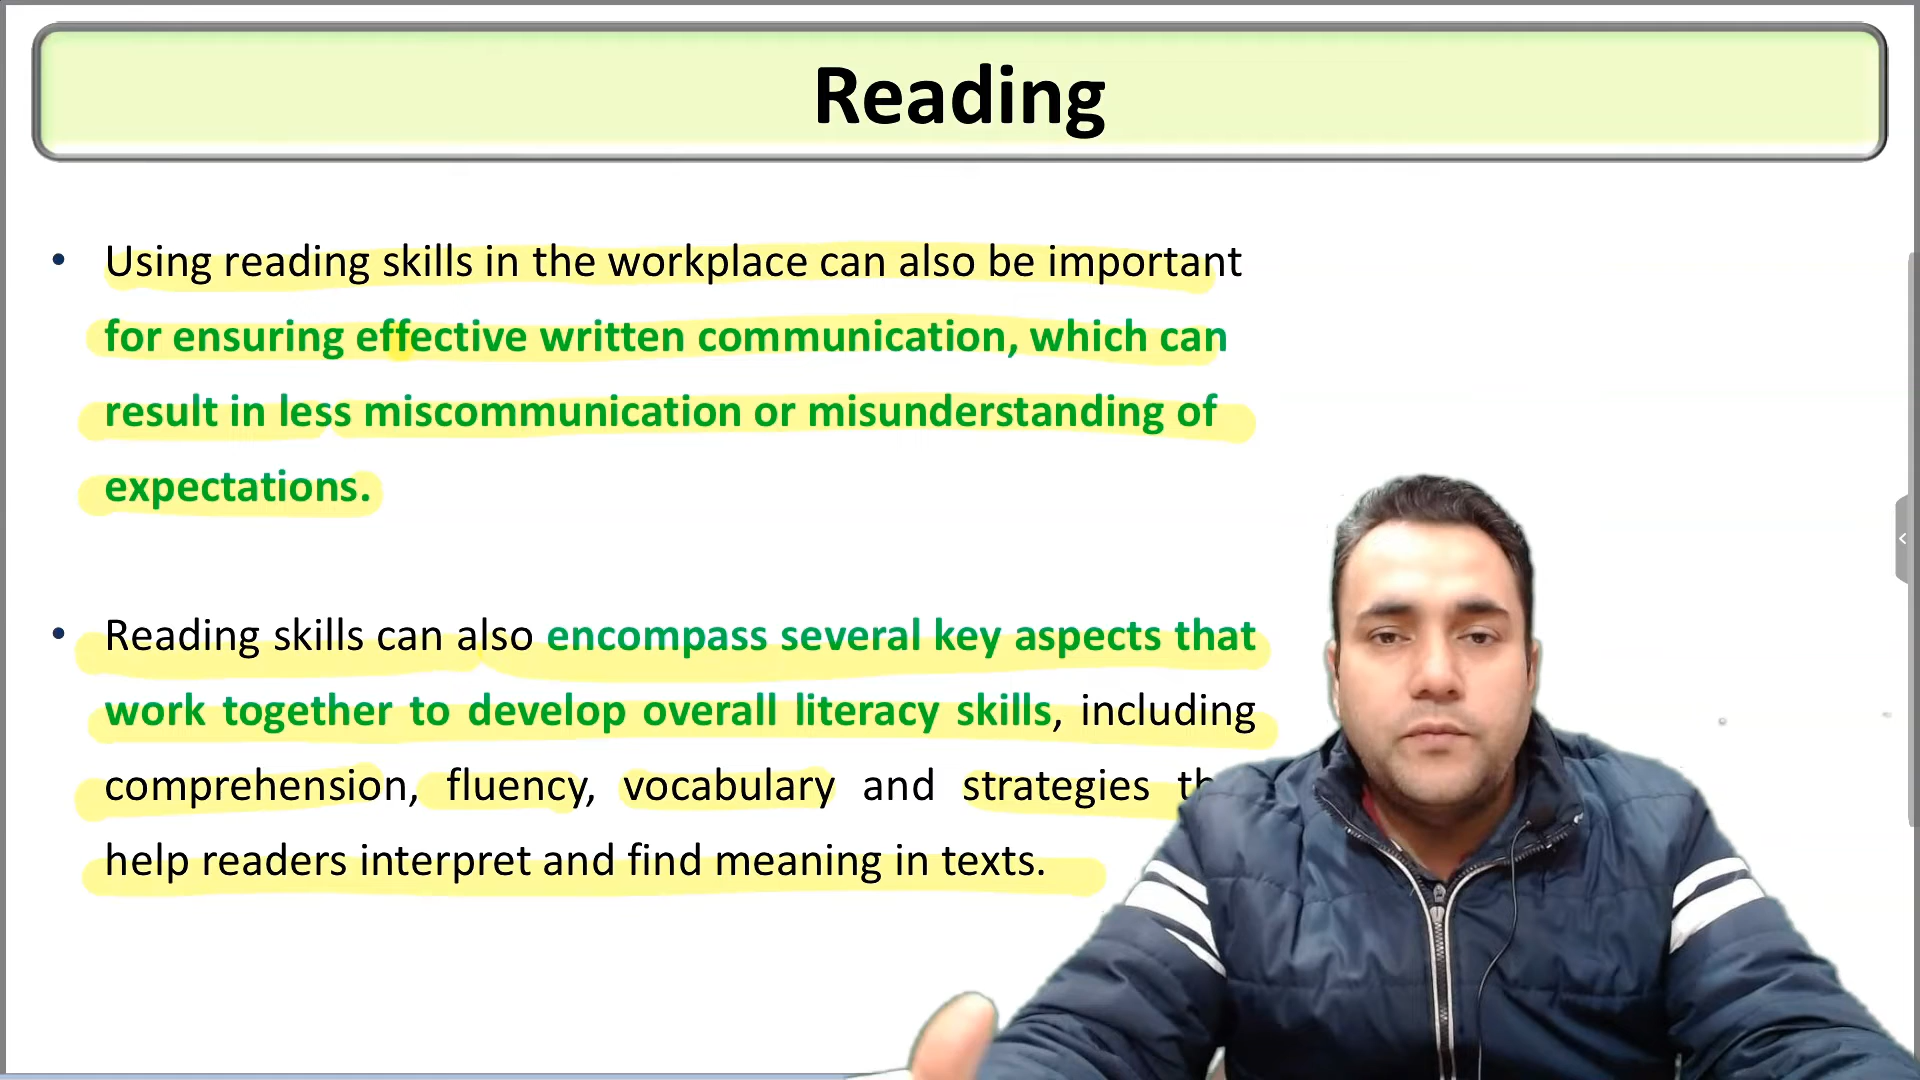 Reading
• Using reading skills in the workplace can also be important
for ensuring effective written communication, which can
result in less miscommunication or misunderstanding of
expectations.
• Reading skills can also encompass several key aspects that
work together to develop overall literacy skills, including
comprehension, fluency, vocabulary and strategies
help readers interpret and find meaning in texts.